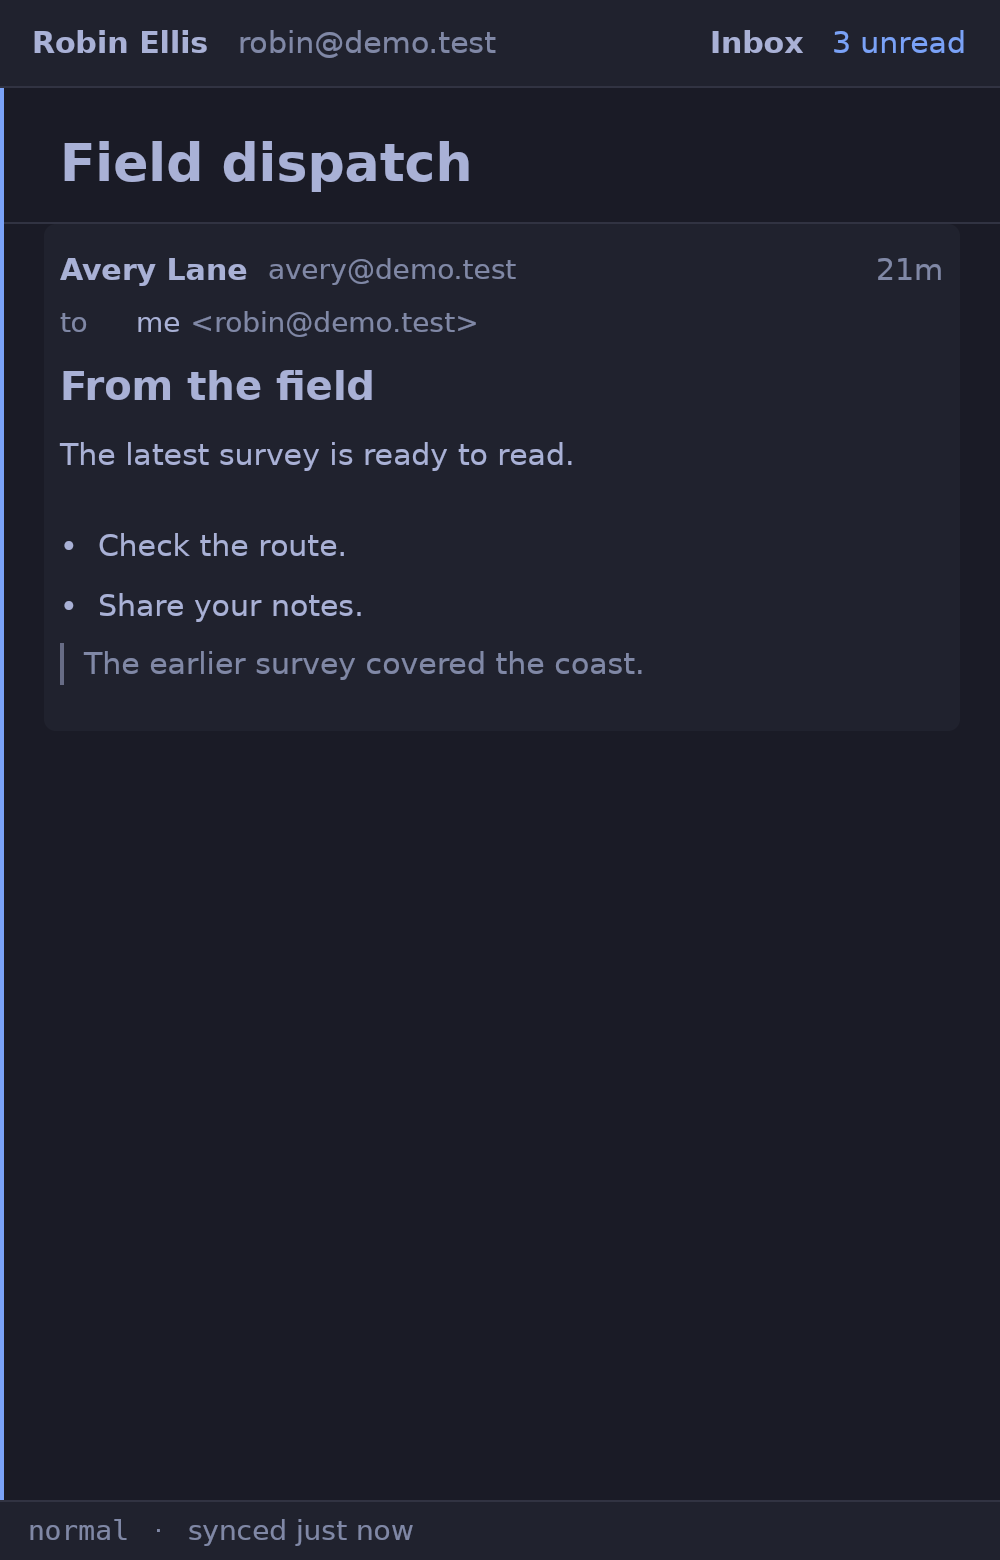 Robin Ellis robin@demo.test Inbox 3 unread
Field dispatch
Avery Lane avery@demo.test 21m
to me <robin@demo.test>
From the field
The latest survey is ready to read.
• Check the route.
• Share your notes.
The earlier survey covered the coast.
normal · synced just now